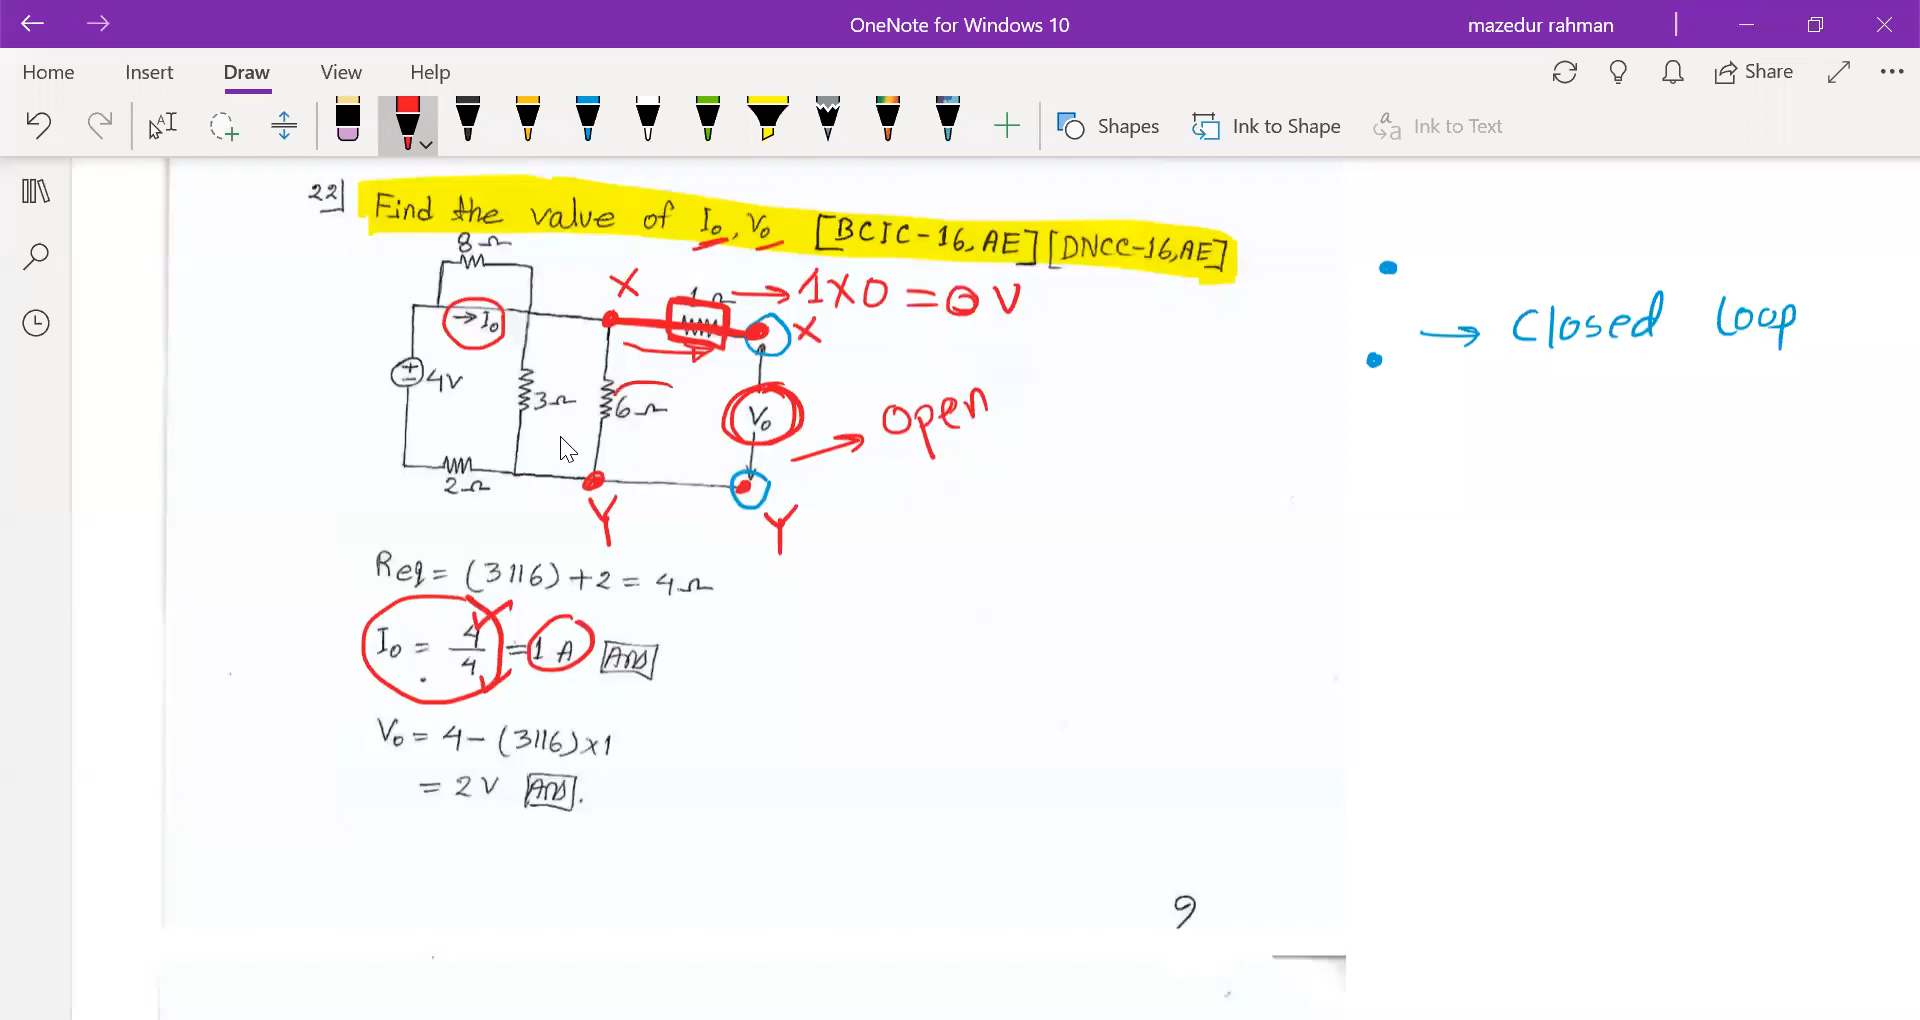 OneNote for Windows 10
mazedur rahman
Home Insert Draw View Help
Share
Shapes Ink to Shape Ink to Text
22| Find the value of I₀, V₀ [BCIC-16, AE] [DNCC-16, AE]
8Ω
→ I₀
X
1Ω → 1X0 = 0 V
X
→ Closed loop
4V
3Ω
6Ω
V₀
→ open
2Ω
Y
Y
Req = (3||6) + 2 = 4Ω
I₀ = 4/4 = 1 A Ans
V₀ = 4 - (3||6) x 1
= 2 V Ans.
9